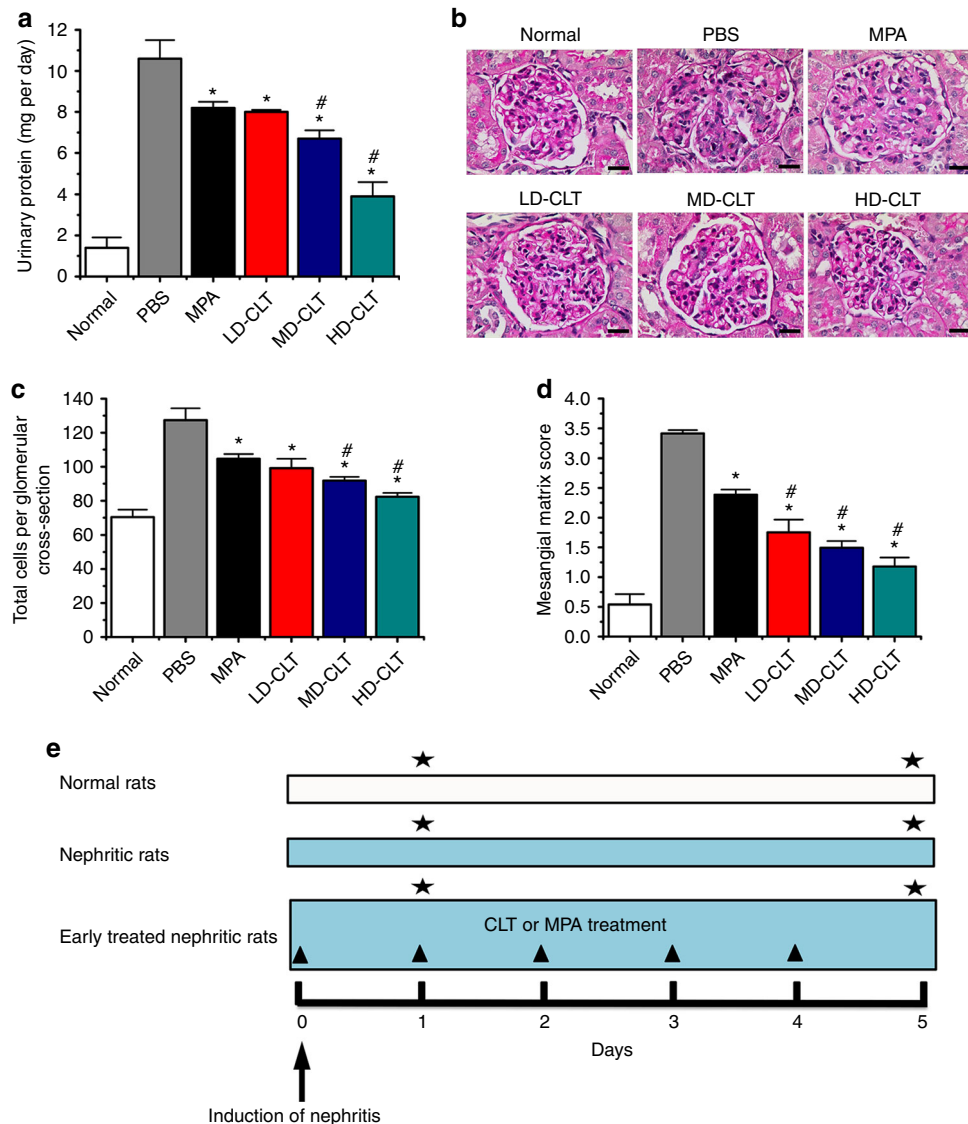 a
Urinary protein (mg per day)
12
10
8
6
4
2
0
*
*
#
*
#
*
Normal
PBS
MPA
LD-CLT
MD-CLT
HD-CLT
b
Normal
PBS
MPA
LD-CLT
MD-CLT
HD-CLT
c
Total cells per glomerular
cross-section
140
120
100
80
60
40
20
0
*
*
#
*
#
*
Normal
PBS
MPA
LD-CLT
MD-CLT
HD-CLT
d
Mesangial matrix score
4.0
3.5
3.0
2.5
2.0
1.5
1.0
0.5
0.0
*
#
*
#
*
#
*
Normal
PBS
MPA
LD-CLT
MD-CLT
HD-CLT
e
Normal rats
Nephritic rats
Early treated nephritic rats
CLT or MPA treatment
0 1 2 3 4 5
Days
Induction of nephritis